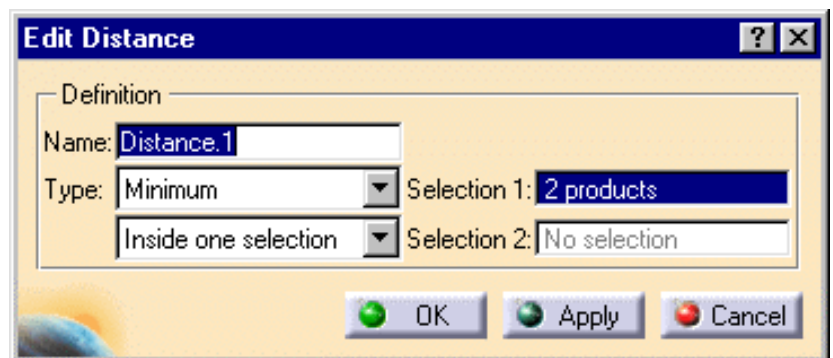 Edit Distance ? X
Definition
Name: Distance.1
Type: Minimum Selection 1: 2 products
Inside one selection Selection 2: No selection
OK Apply Cancel